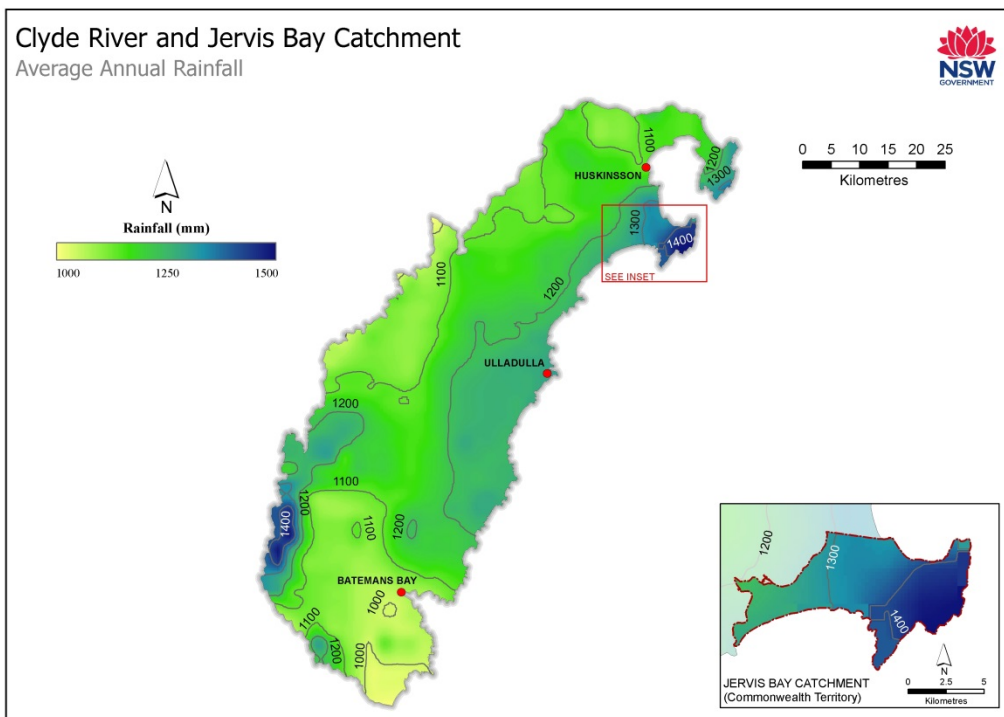 Clyde River and Jervis Bay Catchment
Average Annual Rainfall
NSW
GOVERNMENT
0 5 10 15 20 25
Kilometres
N
Rainfall (mm)
1000 1250 1500
1100
1200
1300
HUSKINSSON
1300
1400
SEE INSET
1100
1200
ULLADULLA
1200
1100
1200
1400
1100
1200
BATEMANS BAY
1000
1100
1200
1000
1200
1300
1400
JERVIS BAY CATCHMENT
(Commonwealth Territory)
N
0 2.5 5
Kilometres